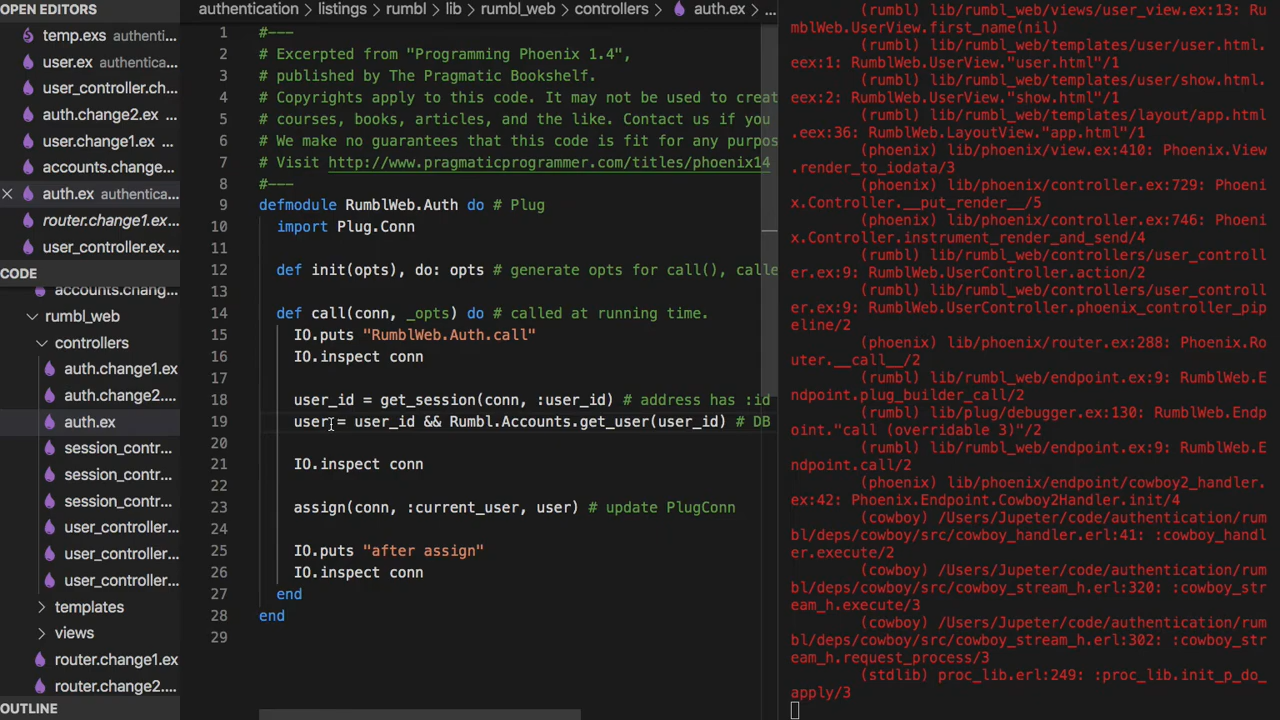 OPEN EDITORS
temp.exs authentica...
user.ex authentica...
user_controller.ch...
auth.change2.ex
user.change1.ex
accounts.change...
auth.ex authentica...
router.change1.ex
user_controller.ex
CODE
accounts.chang...
rumbl_web
controllers
auth.change1.ex
auth.change2....
auth.ex
session_contr...
session_contr...
session_contr...
user_controller...
user_controller...
user_controller...
templates
views
router.change1.ex
router.change2....
OUTLINE
authentication › listings › rumbl › lib › rumbl_web › controllers › auth.ex › ...
1 #---
2 # Excerpted from "Programming Phoenix 1.4",
3 # published by The Pragmatic Bookshelf.
4 # Copyrights apply to this code. It may not be used to creat
5 # courses, books, articles, and the like. Contact us if you
6 # We make no guarantees that this code is fit for any purpos
7 # Visit http://www.pragmaticprogrammer.com/titles/phoenix14
8 #---
9 defmodule RumblWeb.Auth do # Plug
10 import Plug.Conn
11
12 def init(opts), do: opts # generate opts for call(), calle
13
14 def call(conn, _opts) do # called at running time.
15 IO.puts "RumblWeb.Auth.call"
16 IO.inspect conn
17
18 user_id = get_session(conn, :user_id) # address has :id
19 user = user_id && Rumbl.Accounts.get_user(user_id) # DB
20
21 IO.inspect conn
22
23 assign(conn, :current_user, user) # update PlugConn
24
25 IO.puts "after assign"
26 IO.inspect conn
27 end
28 end
29
(rumbl) lib/rumbl_web/views/user_view.ex:13: Ru
mblWeb.UserView.first_name(nil)
(rumbl) lib/rumbl_web/templates/user/user.html.
eex:1: RumblWeb.UserView."user.html"/1
(rumbl) lib/rumbl_web/templates/user/show.html.
eex:2: RumblWeb.UserView."show.html"/1
(rumbl) lib/rumbl_web/templates/layout/app.html
.eex:36: RumblWeb.LayoutView."app.html"/1
(phoenix) lib/phoenix/view.ex:410: Phoenix.View
.render_to_iodata/3
(phoenix) lib/phoenix/controller.ex:729: Phoeni
x.Controller.__put_render__/5
(phoenix) lib/phoenix/controller.ex:746: Phoeni
x.Controller.instrument_render_and_send/4
(rumbl) lib/rumbl_web/controllers/user_controll
er.ex:9: RumblWeb.UserController.action/2
(rumbl) lib/rumbl_web/controllers/user_controll
er.ex:9: RumblWeb.UserController.phoenix_controller_pip
eline/2
(phoenix) lib/phoenix/router.ex:288: Phoenix.Ro
uter.__call__/2
(rumbl) lib/rumbl_web/endpoint.ex:9: RumblWeb.E
ndpoint.plug_builder_call/2
(rumbl) lib/plug/debugger.ex:130: RumblWeb.Endp
oint."call (overridable 3)"/2
(rumbl) lib/rumbl_web/endpoint.ex:9: RumblWeb.E
ndpoint.call/2
(phoenix) lib/phoenix/endpoint/cowboy2_handler.
ex:42: Phoenix.Endpoint.Cowboy2Handler.init/4
(cowboy) /Users/Jupeter/code/authentication/rum
bl/deps/cowboy/src/cowboy_handler.erl:41: :cowboy_handl
er.execute/2
(cowboy) /Users/Jupeter/code/authentication/rum
bl/deps/cowboy/src/cowboy_stream_h.erl:320: :cowboy_str
eam_h.execute/3
(cowboy) /Users/Jupeter/code/authentication/rum
bl/deps/cowboy/src/cowboy_stream_h.erl:302: :cowboy_str
eam_h.request_process/3
(stdlib) proc_lib.erl:249: :proc_lib.init_p_do_
apply/3